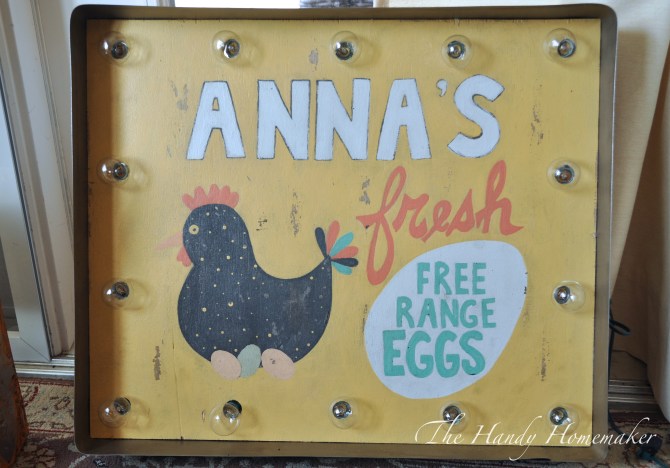 ANNA'S
fresh
FREE
RANGE
EGGS
The Handy Homemaker